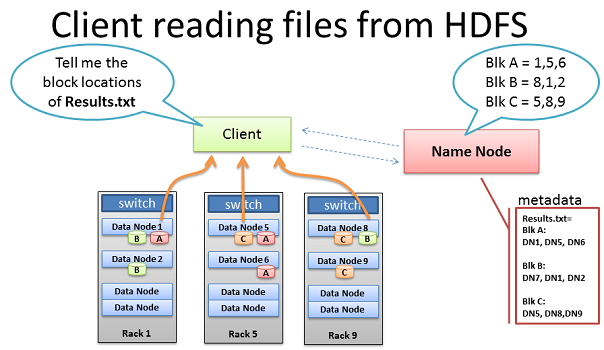 Client reading files from HDFS
Tell me the
block locations
of Results.txt
Blk A = 1,5,6
Blk B = 8,1,2
Blk C = 5,8,9
Client
Name Node
metadata
Results.txt=
Blk A:
DN1, DN5, DN6
Blk B:
DN7, DN1, DN2
Blk C:
DN5, DN8,DN9
switch
Data Node 1
B
A
Data Node 2
B
Data Node
Data Node
Rack 1
switch
Data Node 5
C
A
Data Node 6
A
Data Node
Data Node
Rack 5
switch
Data Node 8
C
B
Data Node 9
C
Data Node
Data Node
Rack 9